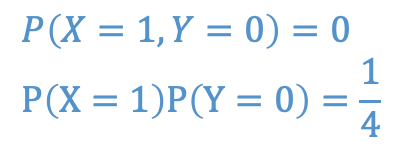 P(X = 1, Y = 0) = 0
P(X = 1)P(Y = 0) = 1/4